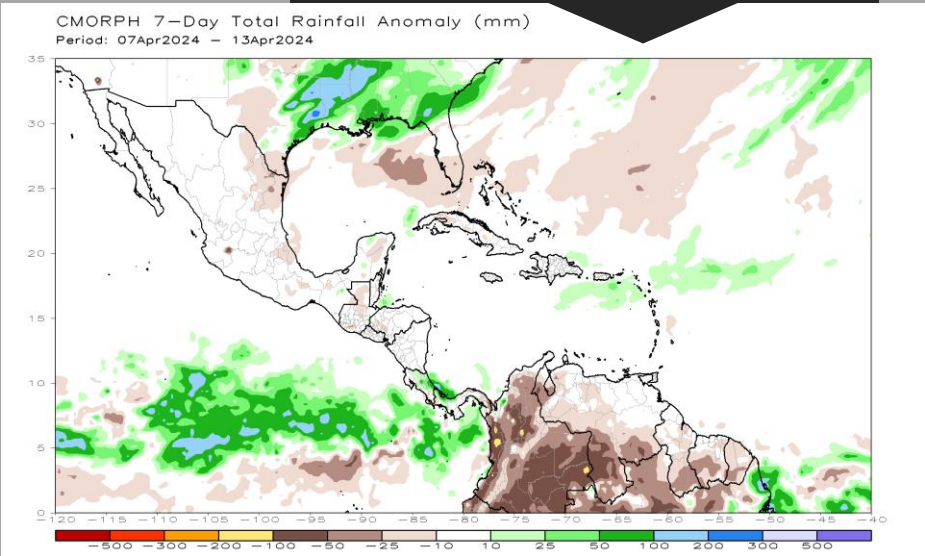 CMORPH 7-Day Total Rainfall Anomaly (mm)
Period: 07Apr2024 - 13Apr2024
35
30
25
20
15
10
5
0
-120 -115 -110 -105 -100 -95 -90 -85 -80 -75 -70 -65 -60 -55 -50 -45 -40
-500 -300 -200 -100 -50 -25 -10 10 25 50 100 200 300 500